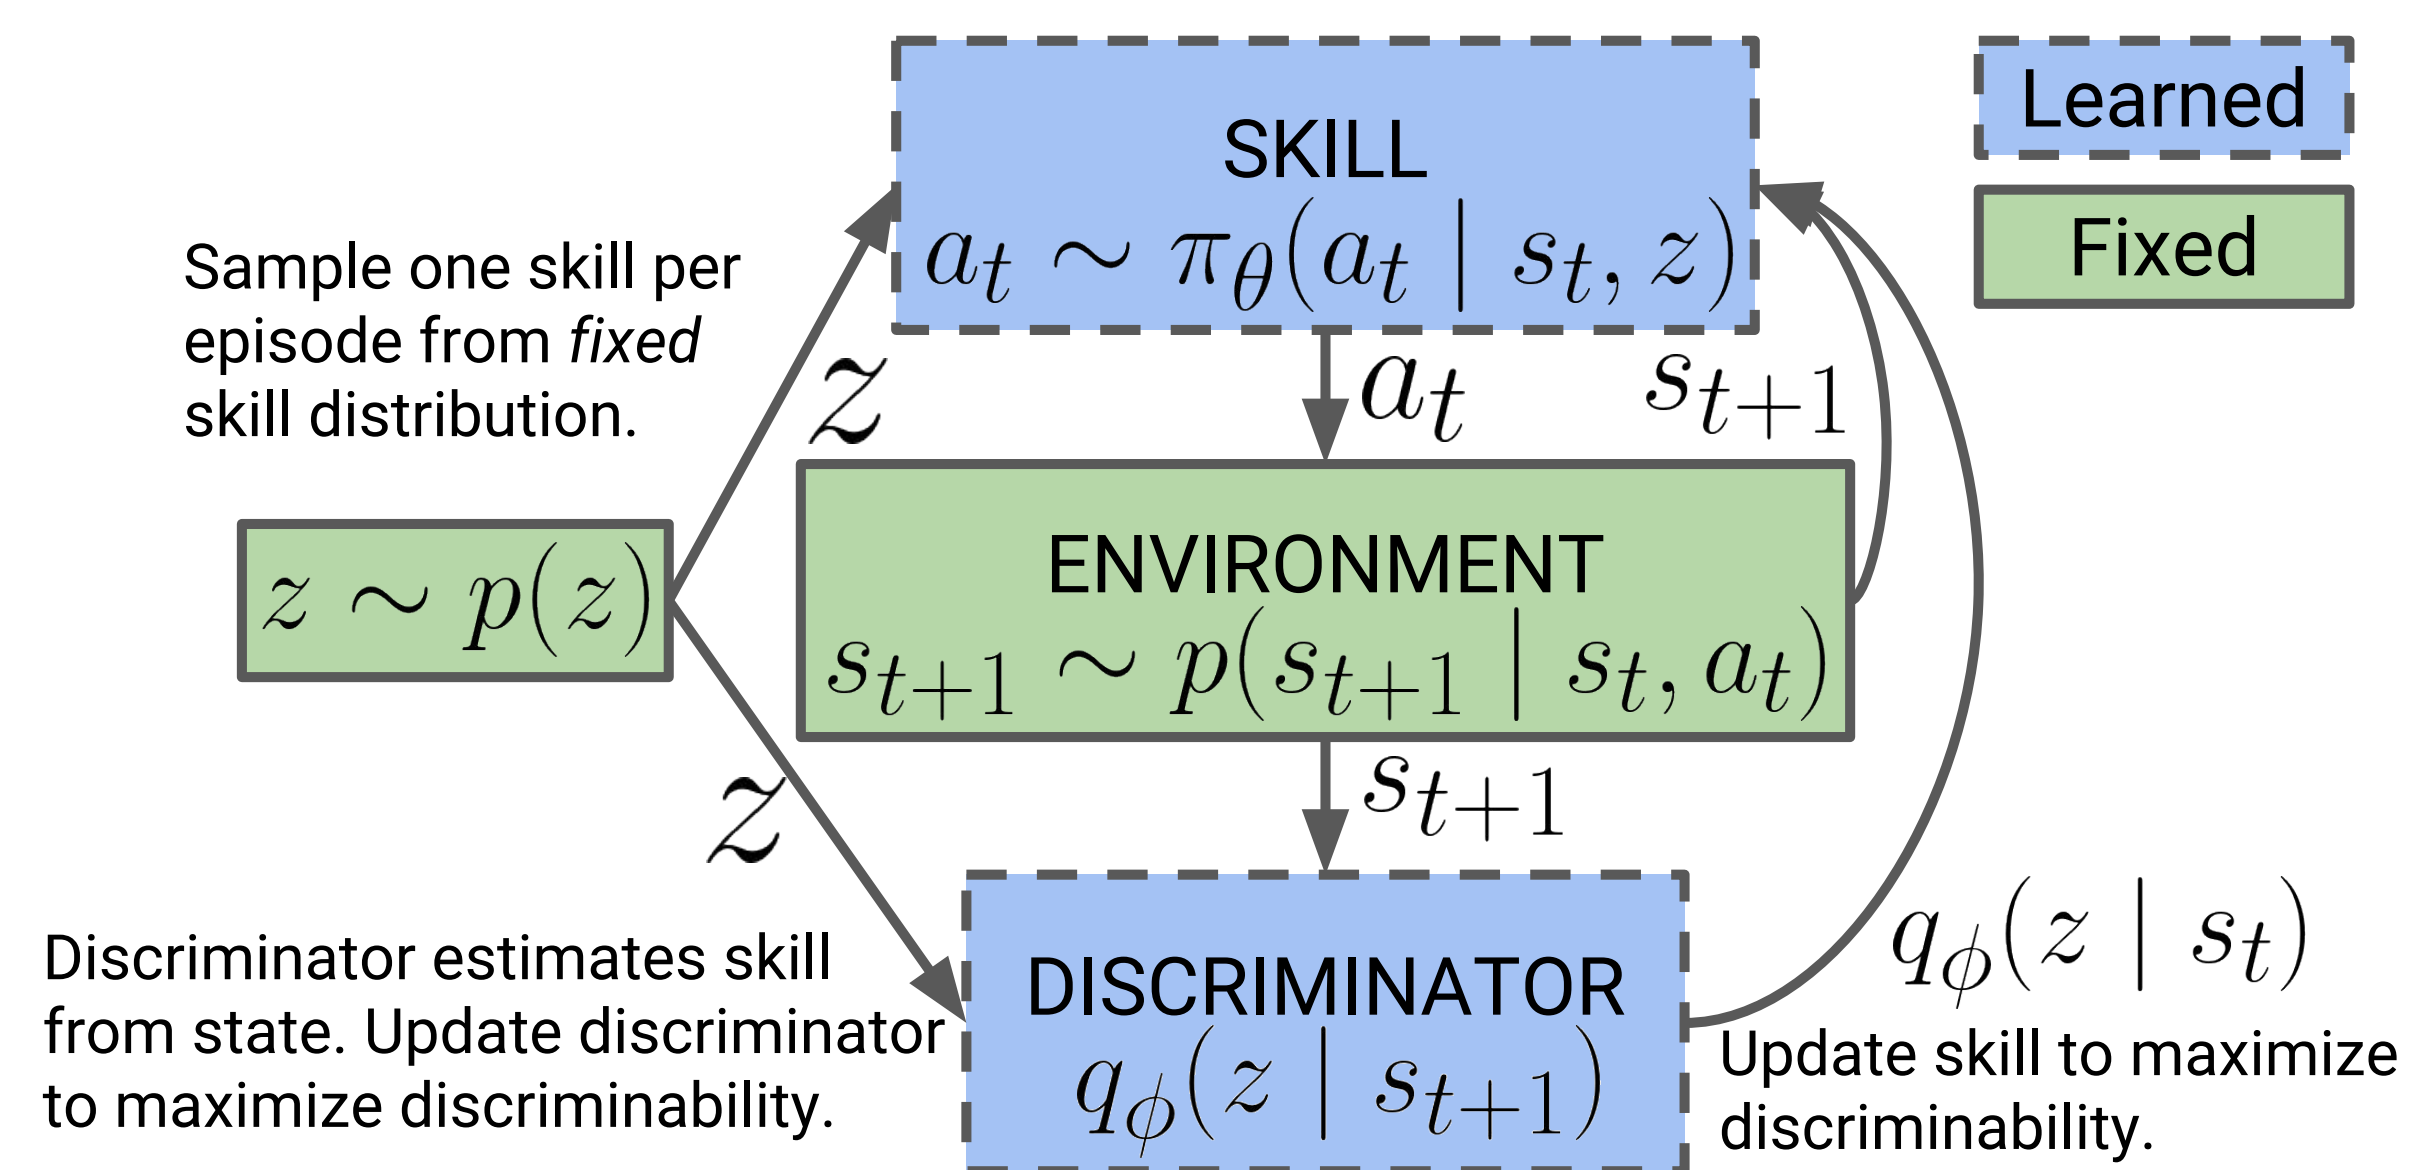 SKILL
a_t ∼ π_θ(a_t | s_t, z)
Learned
Fixed
Sample one skill per
episode from fixed
skill distribution.
z
a_t
s_{t+1}
z ∼ p(z)
ENVIRONMENT
s_{t+1} ∼ p(s_{t+1} | s_t, a_t)
z
s_{t+1}
Discriminator estimates skill
from state. Update discriminator
to maximize discriminability.
DISCRIMINATOR
q_ϕ(z | s_{t+1})
q_ϕ(z | s_t)
Update skill to maximize
discriminability.